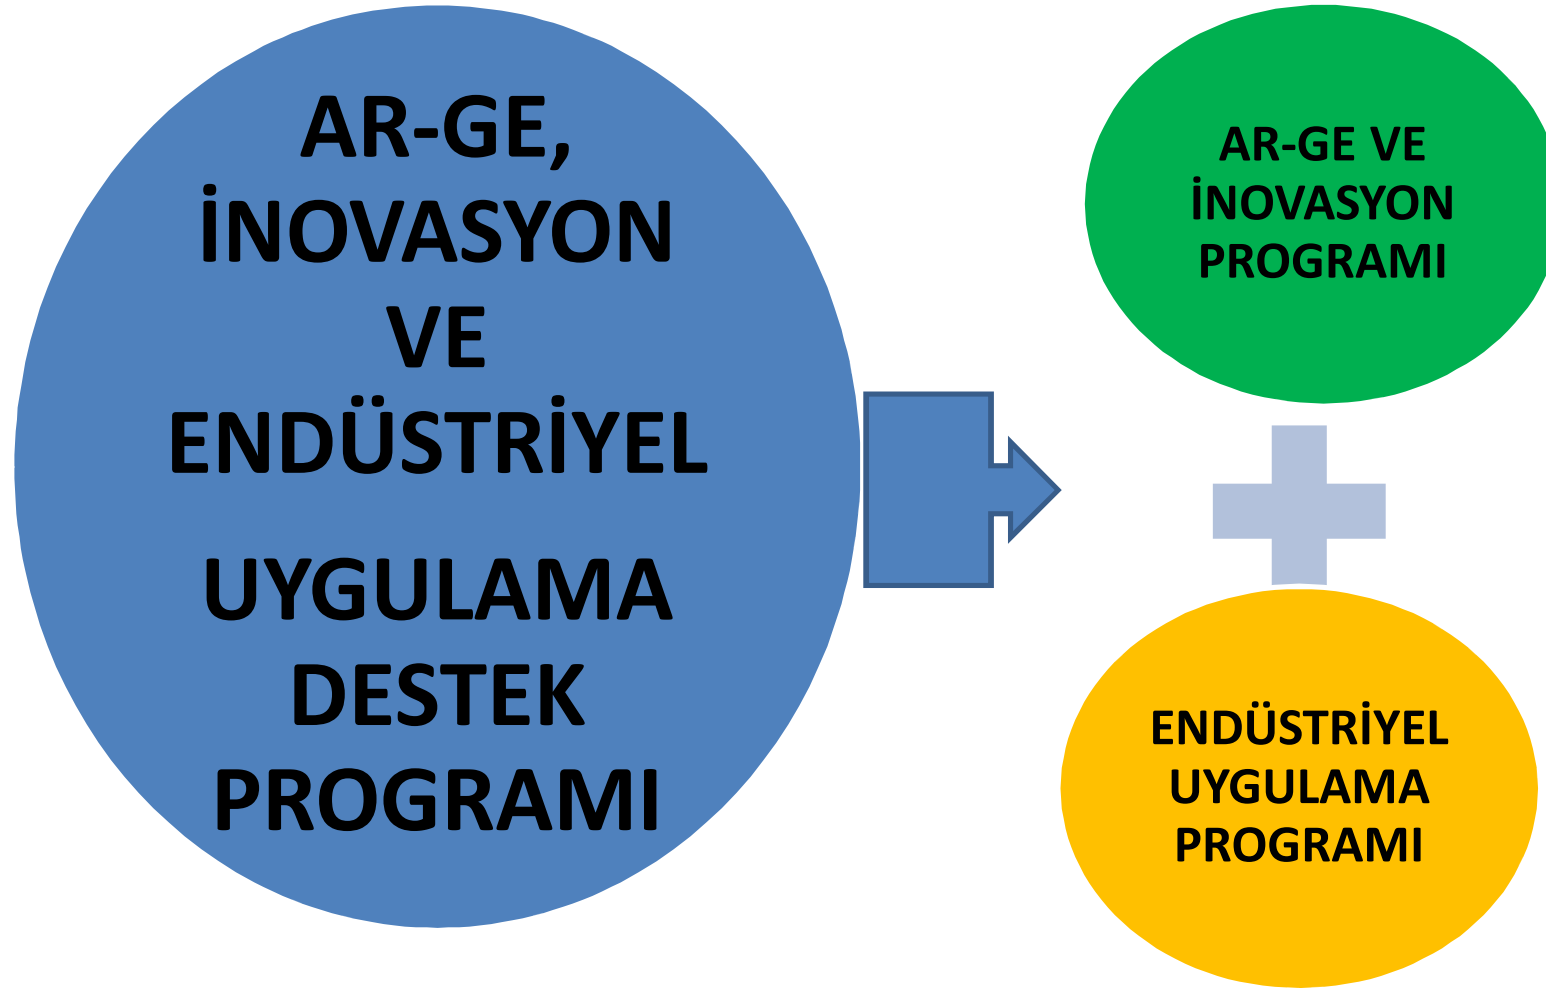 AR-GE,
İNOVASYON
VE
ENDÜSTRİYEL
UYGULAMA
DESTEK
PROGRAMI
AR-GE VE
İNOVASYON
PROGRAMI
ENDÜSTRİYEL
UYGULAMA
PROGRAMI